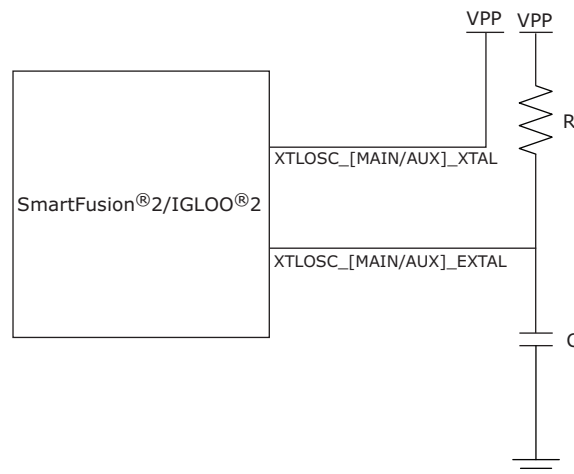 VPP VPP
R
XTLOSC_[MAIN/AUX]_XTAL
SmartFusion®2/IGLOO®2
XTLOSC_[MAIN/AUX]_EXTAL